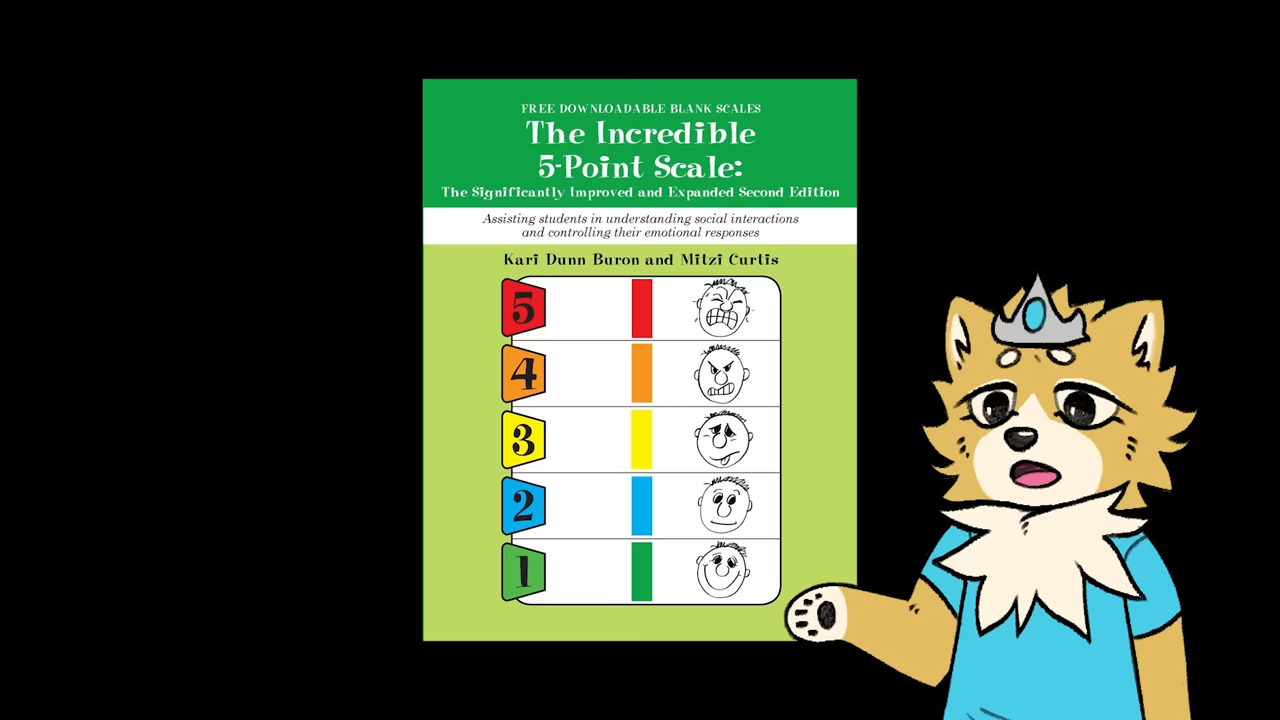 FREE DOWNLOADABLE BLANK SCALES
The Incredible
5-Point Scale:
The Significantly Improved and Expanded Second Edition
Assisting students in understanding social interactions
and controlling their emotional responses
Kari Dunn Buron and Mitzi Curtis
5
4
3
2
1